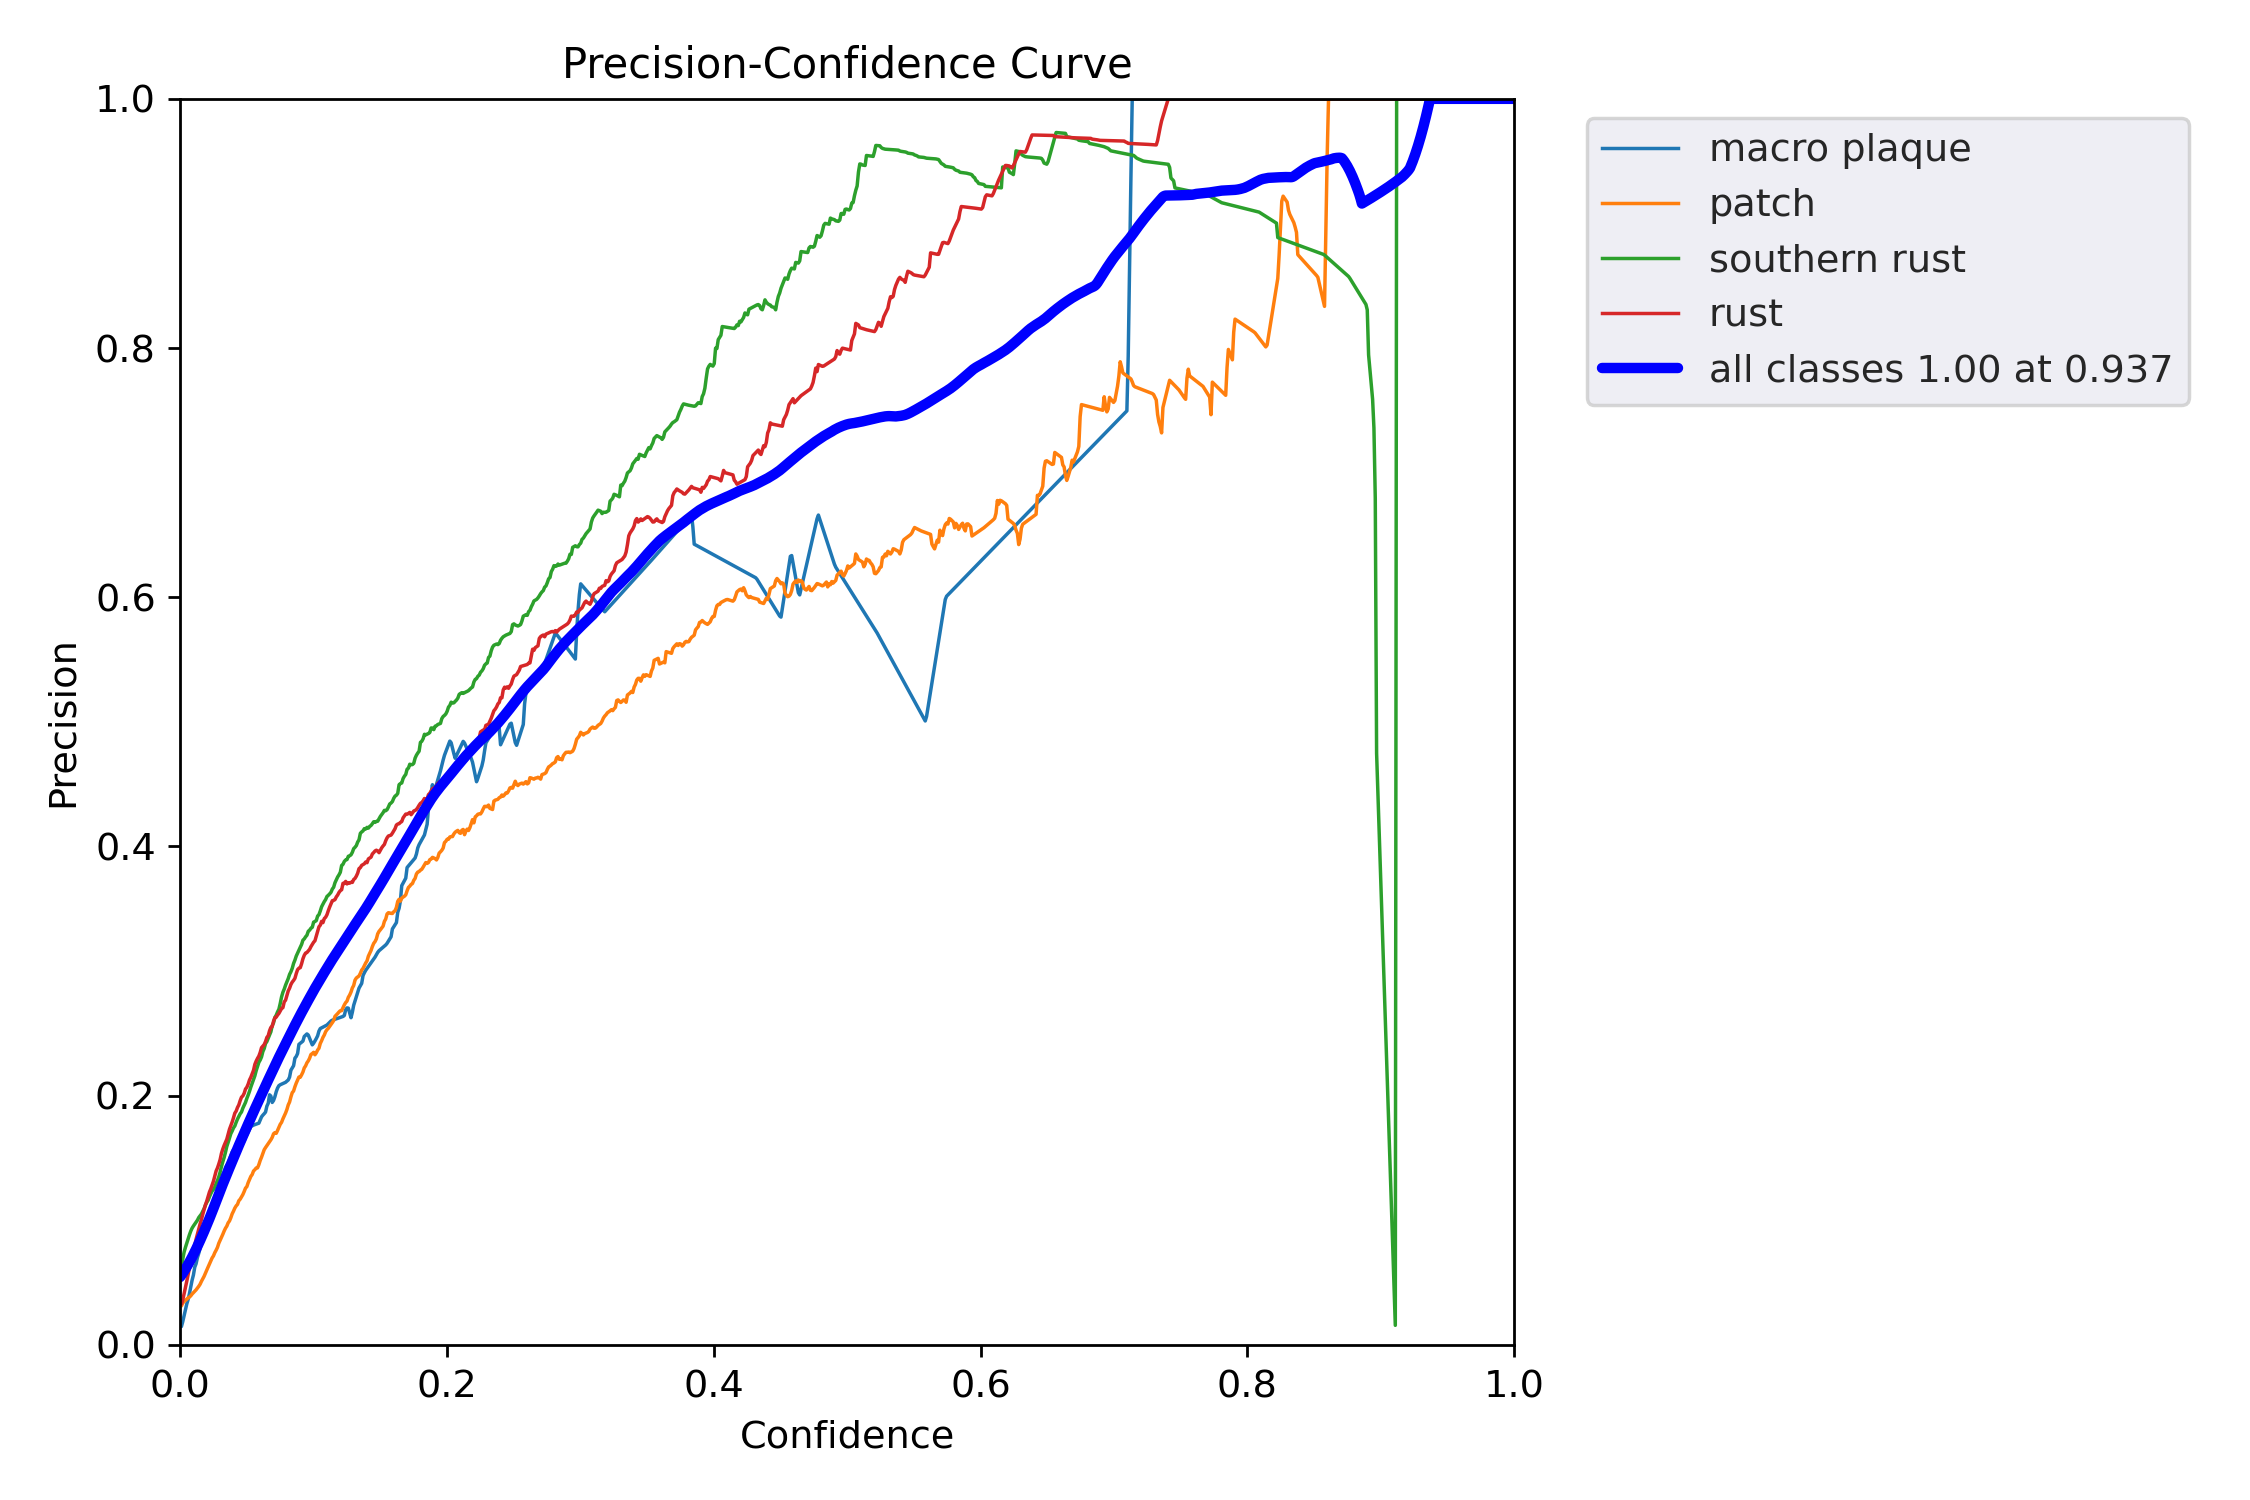 Precision-Confidence Curve
1.0
0.8
0.6
0.4
0.2
0.0
Precision
0.0 0.2 0.4 0.6 0.8 1.0
Confidence
macro plaque
patch
southern rust
rust
all classes 1.00 at 0.937